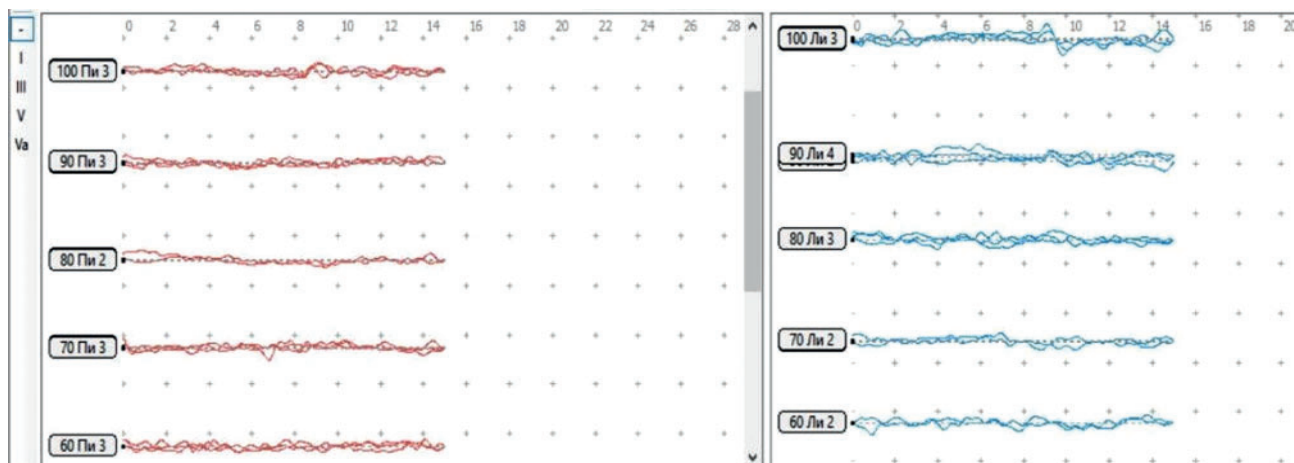 -
I
III
V
Va
0 2 4 6 8 10 12 14 16 18 20 22 24 26 28
100 Пи 3
90 Пи 3
80 Пи 2
70 Пи 3
60 Пи 3
0 2 4 6 8 10 12 14 16 18 20
100 Ли 3
90 Ли 4
80 Ли 3
70 Ли 2
60 Ли 2